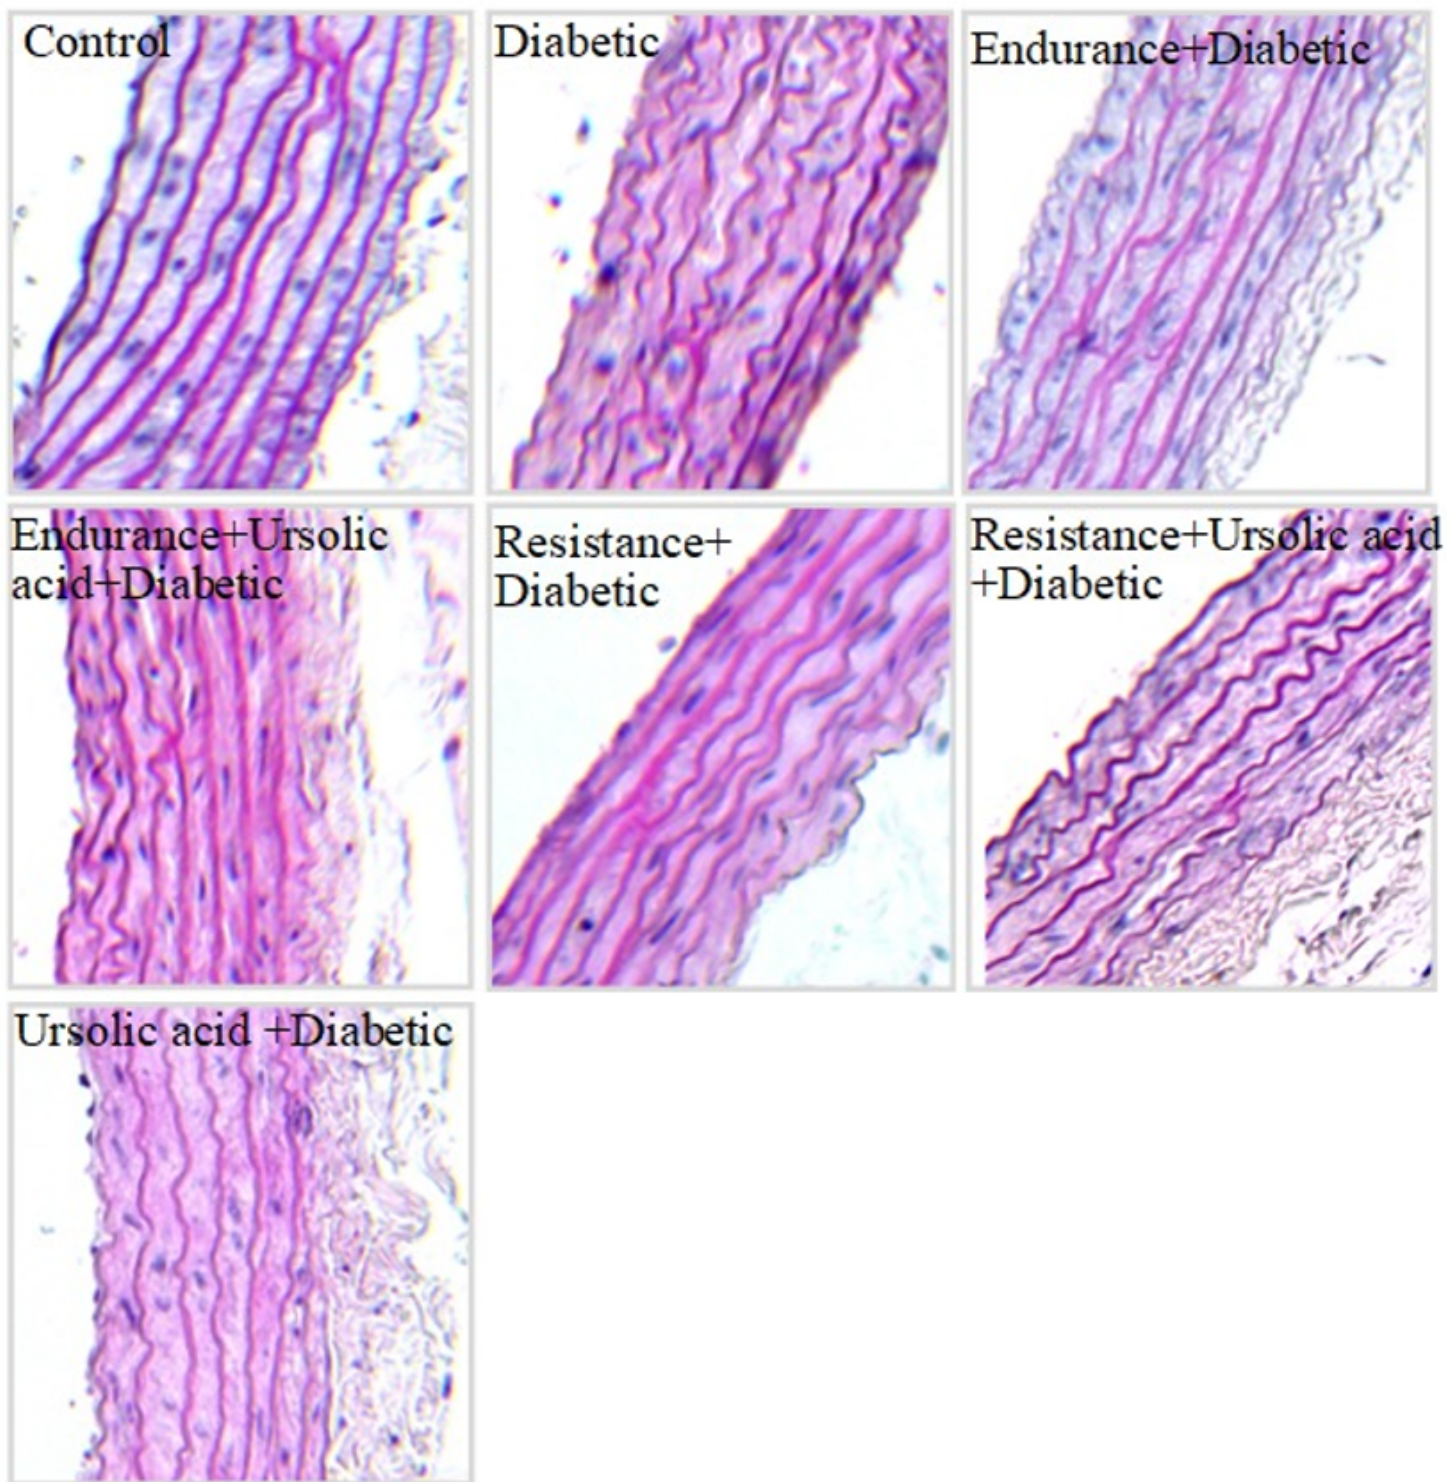 Control
Diabetic
Endurance+Diabetic
Endurance+Ursolic
acid+Diabetic
Resistance+
Diabetic
Resistance+Ursolic acid
+Diabetic
Ursolic acid +Diabetic